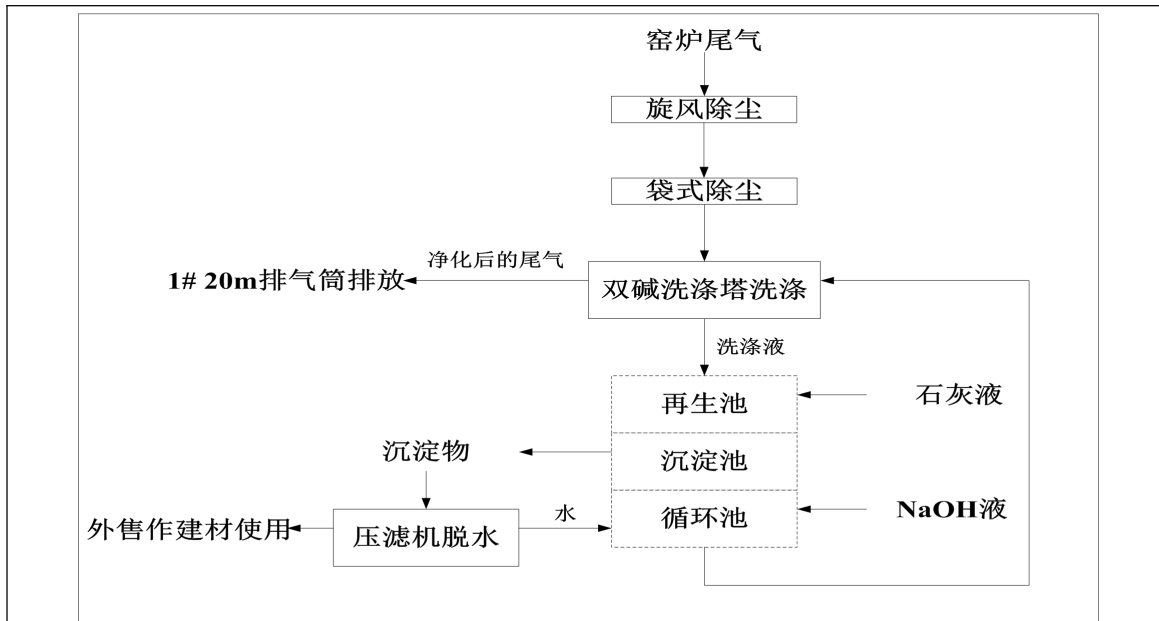 窑炉尾气
旋风除尘
袋式除尘
净化后的尾气
1# 20m排气筒排放
双碱洗涤塔洗涤
洗涤液
再生池
石灰液
沉淀物
沉淀池
外售作建材使用
压滤机脱水
水
循环池
NaOH液